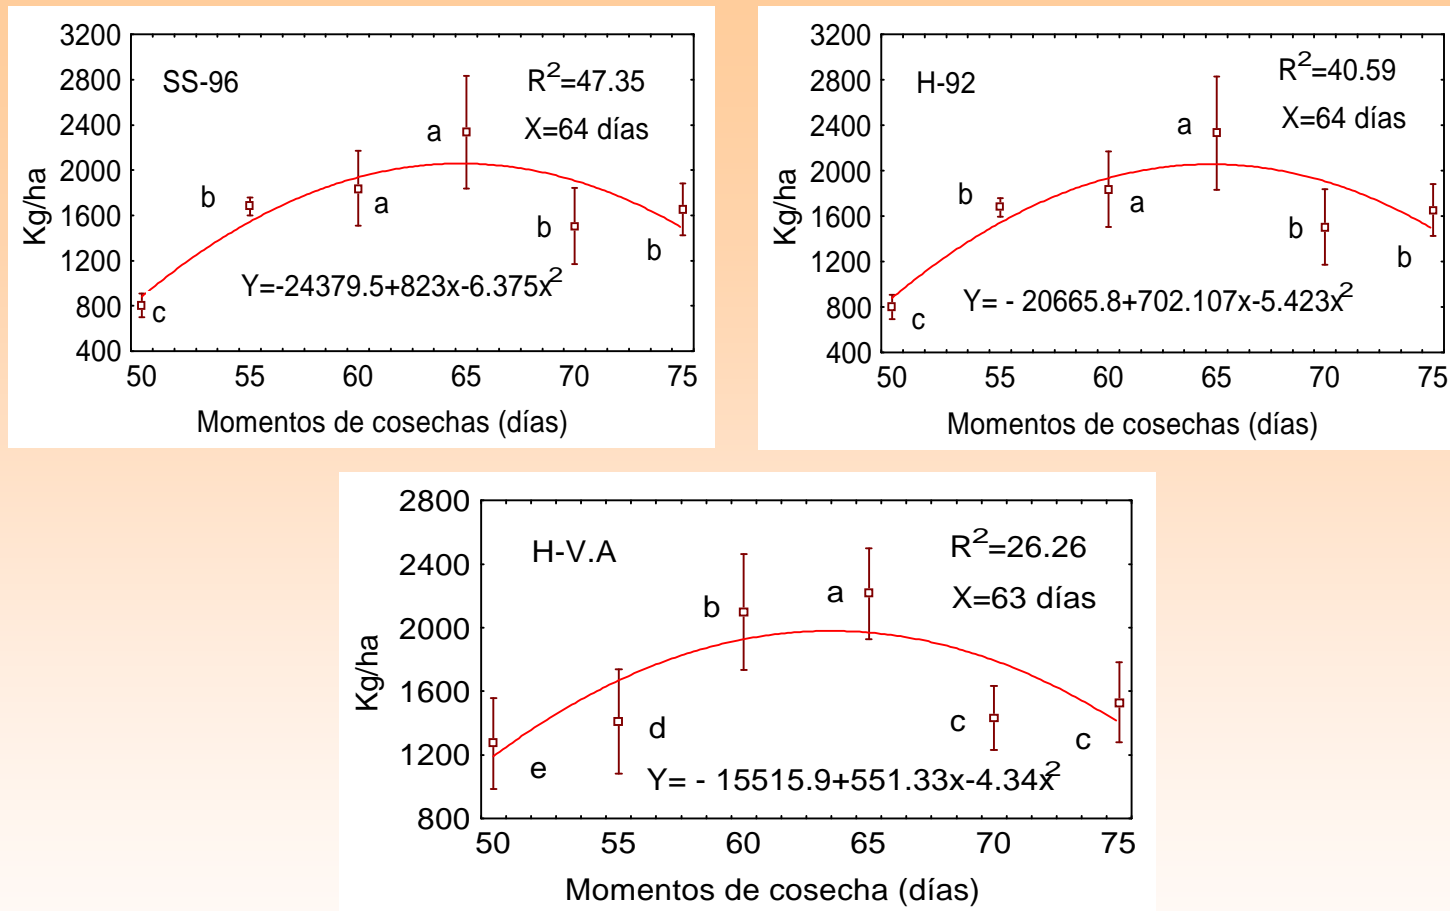 3200
2800
2400
2000
1600
1200
800
400
Kg/ha
SS-96
R²=47.35
X=64 días
a
b
a
b
b
c
Y=-24379.5+823x-6.375x²
50 55 60 65 70 75
Momentos de cosechas (días)
3200
2800
2400
2000
1600
1200
800
400
Kg/ha
H-92
R²=40.59
X=64 días
a
b
a
b
b
c
Y= - 20665.8+702.107x-5.423x²
50 55 60 65 70 75
Momentos de cosechas (días)
2800
2400
2000
1600
1200
800
Kg/ha
H-V.A
R²=26.26
X=63 días
b
a
d
c
c
e
Y= - 15515.9+551.33x-4.34x²
50 55 60 65 70 75
Momentos de cosecha (días)